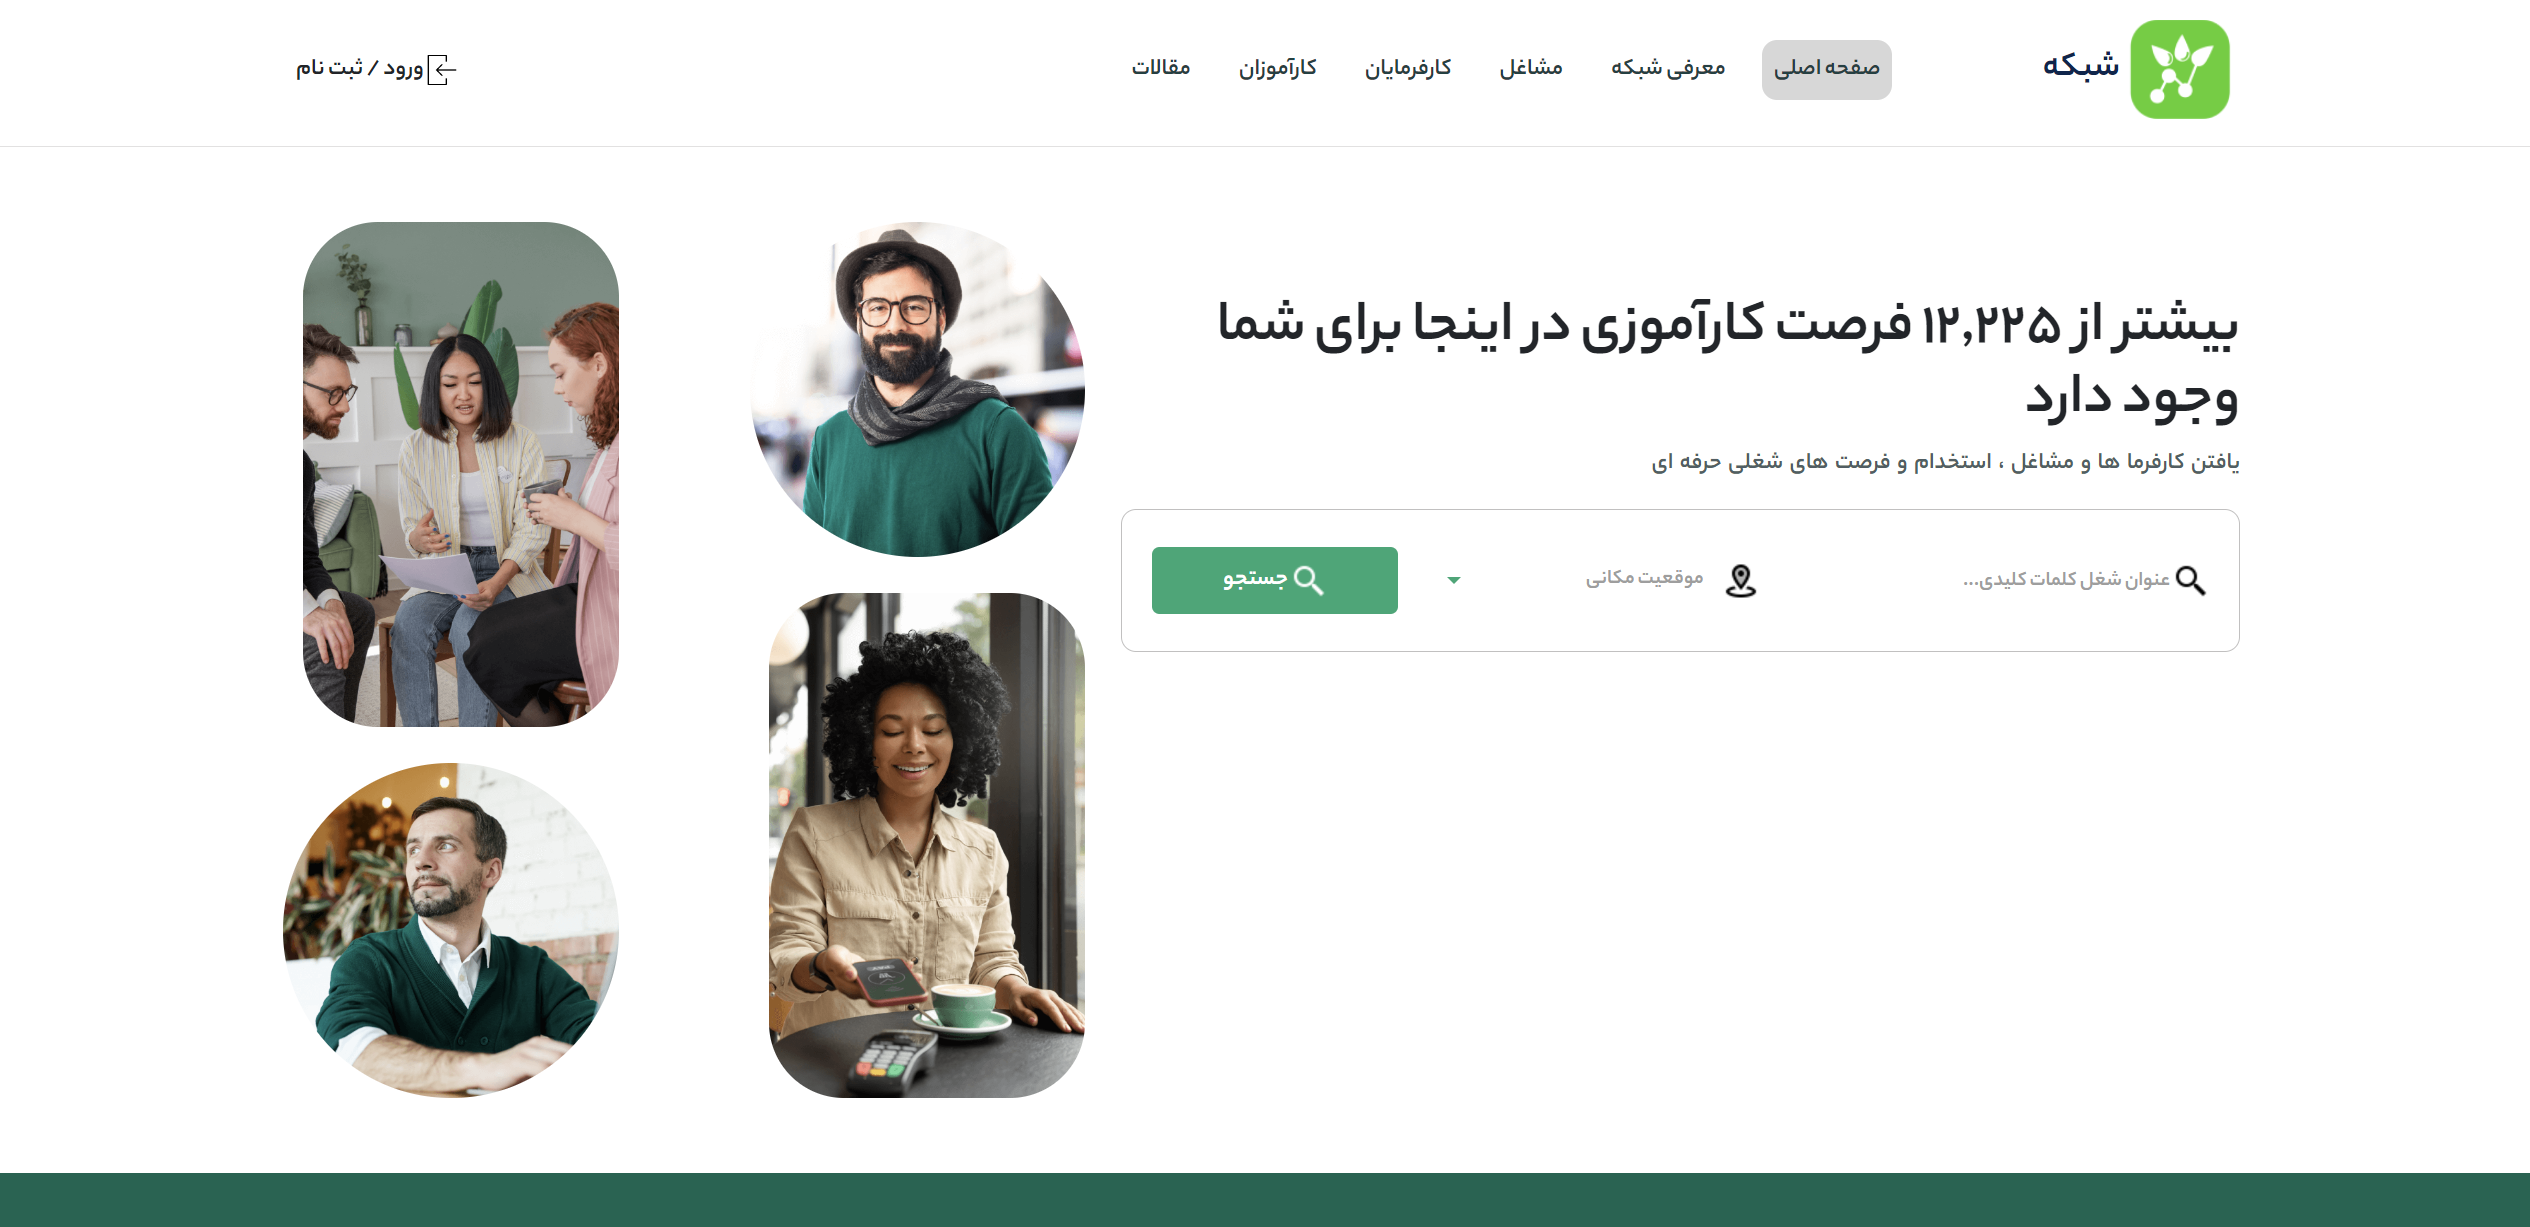 شبکه
صفحه اصلی
معرفی شبکه
مشاغل
کارفرمایان
کارآموزان
مقالات
ورود / ثبت نام
بیشتر از ۱۲,۲۲۵ فرصت کارآموزی در اینجا برای شما
وجود دارد
یافتن کارفرما ها و مشاغل ، استخدام و فرصت های شغلی حرفه ای
عنوان شغل کلمات کلیدی...
موقعیت مکانی
جستجو